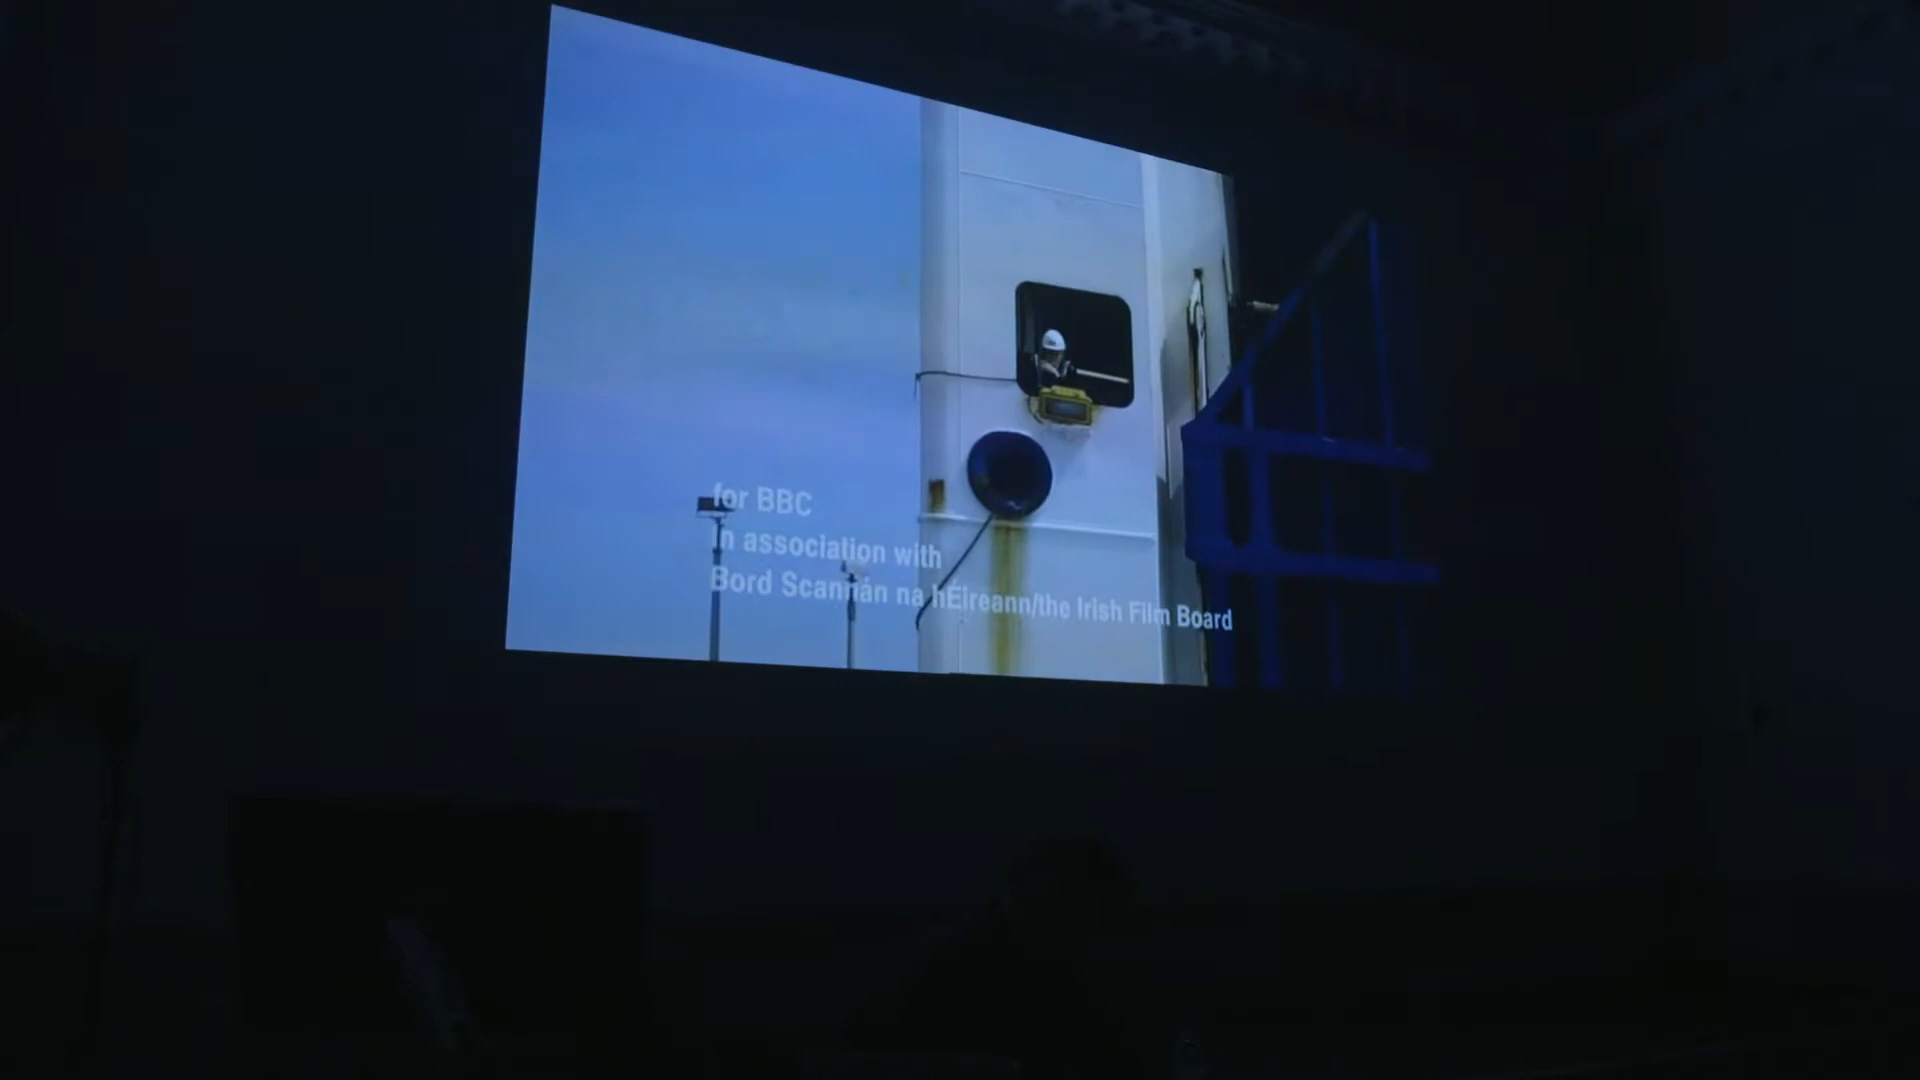 for BBC
in association with
Bord Scannán na hÉireann/the Irish Film Board